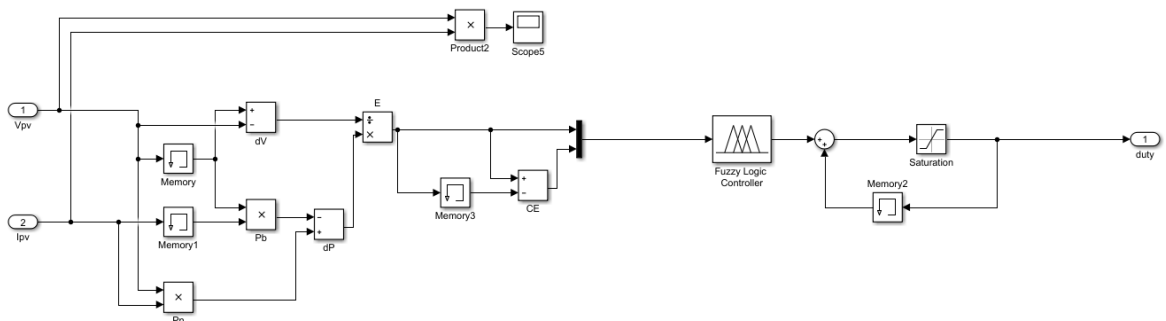 Product2
Scope5
1
Vpv
dV
E
Memory
Memory3
CE
Fuzzy Logic
Controller
Saturation
1
duty
Memory2
2
Ipv
Memory1
Pb
dP
Pn